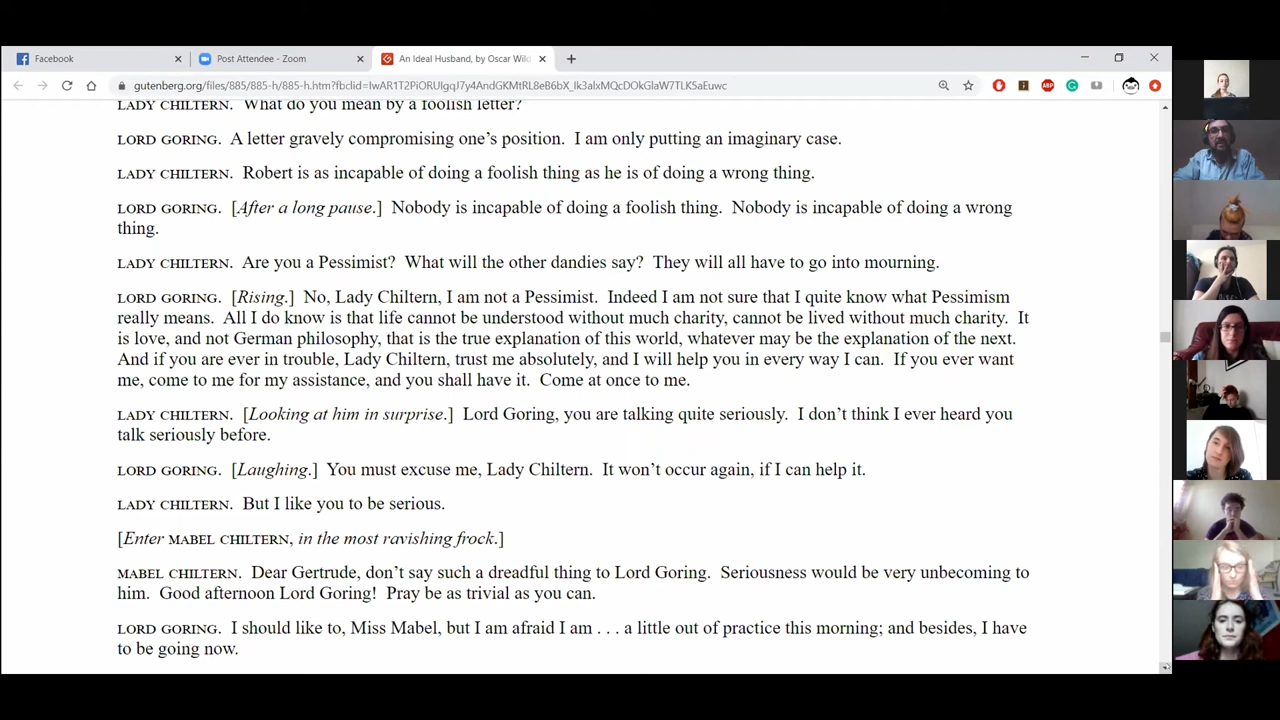 Facebook
Post Attendee - Zoom
An Ideal Husband, by Oscar Wild
gutenberg.org/files/885/885-h/885-h.htm?fbclid=IwAR1T2PiORUIgqJ7y4AndGKMtRL8eB6bX_Ik3alxMQcDOkGlaW7TLK5aEuwc
LADY CHILTERN. What do you mean by a foolish letter?
LORD GORING. A letter gravely compromising one’s position. I am only putting an imaginary case.
LADY CHILTERN. Robert is as incapable of doing a foolish thing as he is of doing a wrong thing.
LORD GORING. [After a long pause.] Nobody is incapable of doing a foolish thing. Nobody is incapable of doing a wrong
thing.
LADY CHILTERN. Are you a Pessimist? What will the other dandies say? They will all have to go into mourning.
LORD GORING. [Rising.] No, Lady Chiltern, I am not a Pessimist. Indeed I am not sure that I quite know what Pessimism
really means. All I do know is that life cannot be understood without much charity, cannot be lived without much charity. It
is love, and not German philosophy, that is the true explanation of this world, whatever may be the explanation of the next.
And if you are ever in trouble, Lady Chiltern, trust me absolutely, and I will help you in every way I can. If you ever want
me, come to me for my assistance, and you shall have it. Come at once to me.
LADY CHILTERN. [Looking at him in surprise.] Lord Goring, you are talking quite seriously. I don’t think I ever heard you
talk seriously before.
LORD GORING. [Laughing.] You must excuse me, Lady Chiltern. It won’t occur again, if I can help it.
LADY CHILTERN. But I like you to be serious.
[Enter MABEL CHILTERN, in the most ravishing frock.]
MABEL CHILTERN. Dear Gertrude, don’t say such a dreadful thing to Lord Goring. Seriousness would be very unbecoming to
him. Good afternoon Lord Goring! Pray be as trivial as you can.
LORD GORING. I should like to, Miss Mabel, but I am afraid I am . . . a little out of practice this morning; and besides, I have
to be going now.